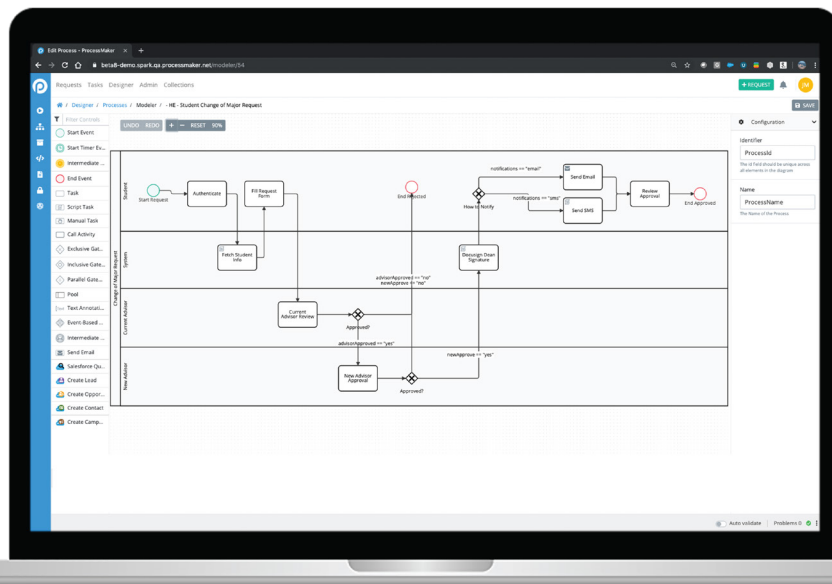 Edit Process - ProcessMaker
beta8-demo.spark.qa.processmaker.net/modeler/54
Requests Tasks Designer Admin Collections
+ REQUEST
JM
/ Designer / Processes / Modeler / - HE - Student Change of Major Request
SAVE
Filter Controls
UNDO REDO + − RESET 90%
Configuration
Start Event
Start Timer Ev...
Intermediate ...
End Event
Task
Script Task
Manual Task
Call Activity
Exclusive Gat...
Inclusive Gate...
Parallel Gate...
Pool
Text Annotati...
Event-Based ...
Intermediate ...
Send Email
Salesforce Qu...
Create Lead
Create Oppor...
Create Contact
Create Camp...
Change of Major Request
Student
Start Request
Authenticate
Fill Request
Form
End Rejected
notifications == "email"
How to Notify
notifications == "sms"
Send Email
Send SMS
Review
Approval
End Approved
System
Fetch Student
Info
Docusign Dean
Signature
advisorApproved == "no"
newApprove == "no"
Current Advisor
Current
Adviser Review
Approved?
advisorApproved == "yes"
New Advisor
New Advisor
Approval
Approved?
newApprove == "yes"
Identifier
ProcessId
The id field should be unique across
all elements in the diagram
Name
ProcessName
The Name of the Process
Auto validate
Problems 0